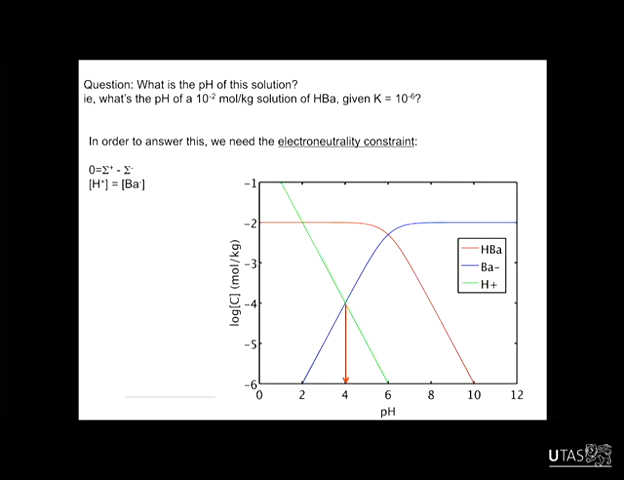 Question: What is the pH of this solution?
ie, what's the pH of a 10⁻² mol/kg solution of HBa, given K = 10⁻⁶?
In order to answer this, we need the electroneutrality constraint:
0=Σ⁺ - Σ⁻
[H⁺] = [Ba⁻]
-1
-2
-3
-4
-5
-6
log[C] (mol/kg)
HBa
Ba-
H+
0 2 4 6 8 10 12
pH
UTAS